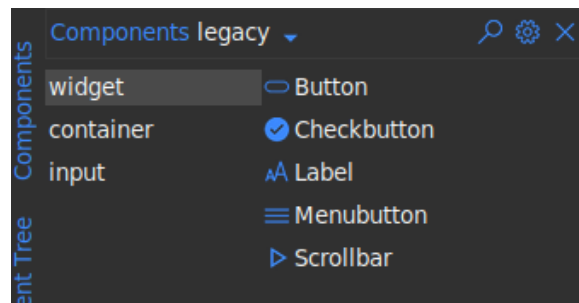 Components legacy
widget
container
input
Button
Checkbutton
Label
Menubutton
Scrollbar
Components
ent Tree